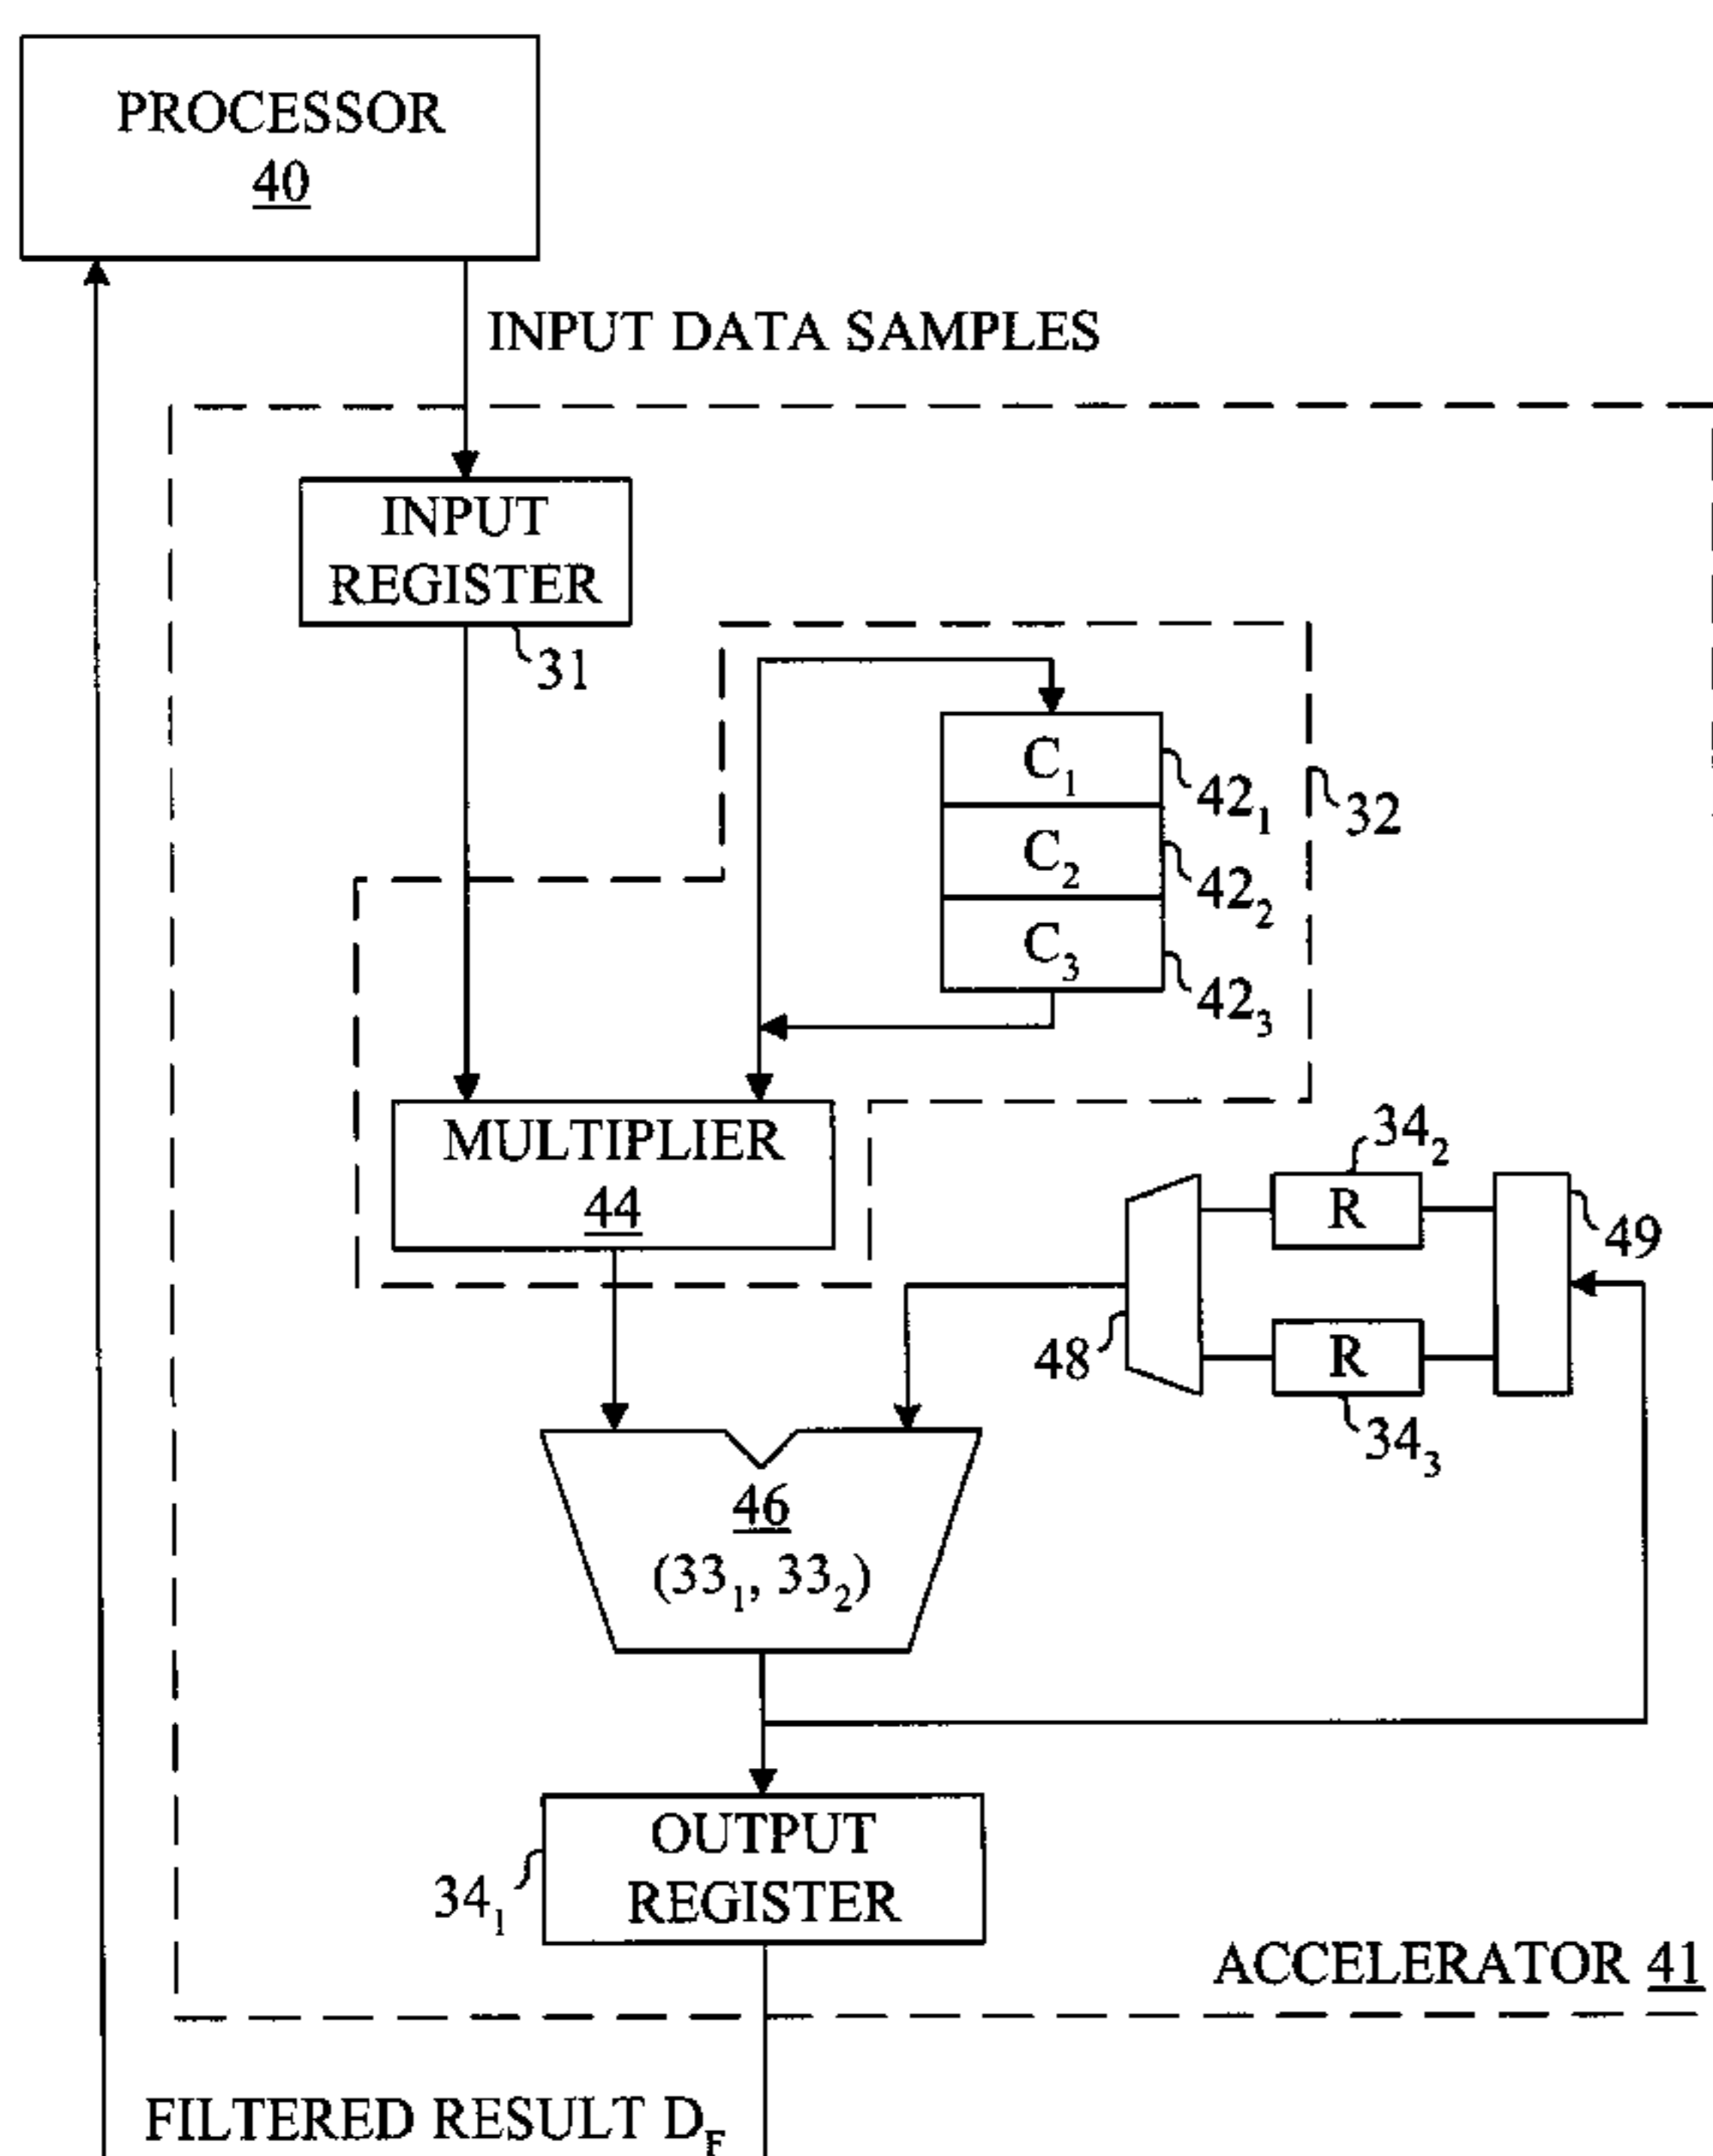 PROCESSOR
40
INPUT DATA SAMPLES
INPUT
REGISTER
31
C₁
42₁
32
C₂
42₂
C₃
42₃
MULTIPLIER
44
34₂
R
49
48
R
34₃
46
(33₁, 33₂)
OUTPUT
REGISTER
34₁
ACCELERATOR 41
FILTERED RESULT D_F